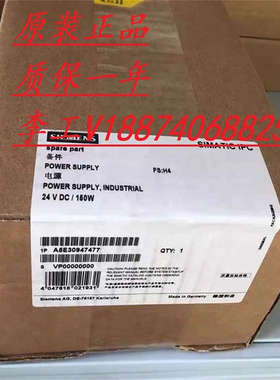 原装正品
质保一年
李工V18874068829
SIEMENS
SIMATIC IPC
spare part
备件
POWER SUPPLY
FS:H4
电源
POWER SUPPLY, INDUSTRIAL
24 V DC / 150W
1P A5E30947477
QTY: 1
S VP00000000
Siemens AG, DE-76187 Karlsruhe
Made in Germany